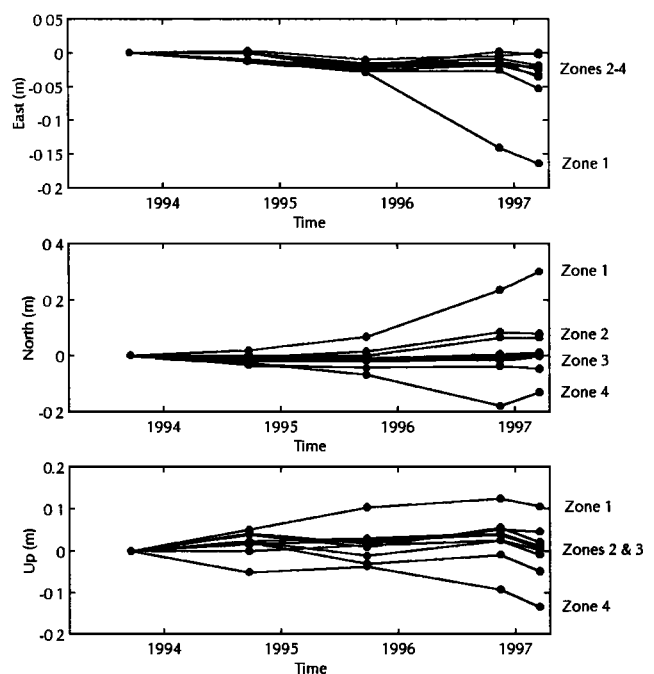 0 05
0
-0.05
-0 1
-0.15
-0 2
East (m)
Zones 2-4
Zone 1
1994 1995 1996 1997
Time
0 4
0.2
0
-0.2
North (m)
Zone 1
Zone 2
Zone 3
Zone 4
1994 1995 1996 1997
Time
0.2
0.1
0
-0 1
-0 2
Up (m)
Zone 1
Zones 2 & 3
Zone 4
1994 1995 1996 1997
Time